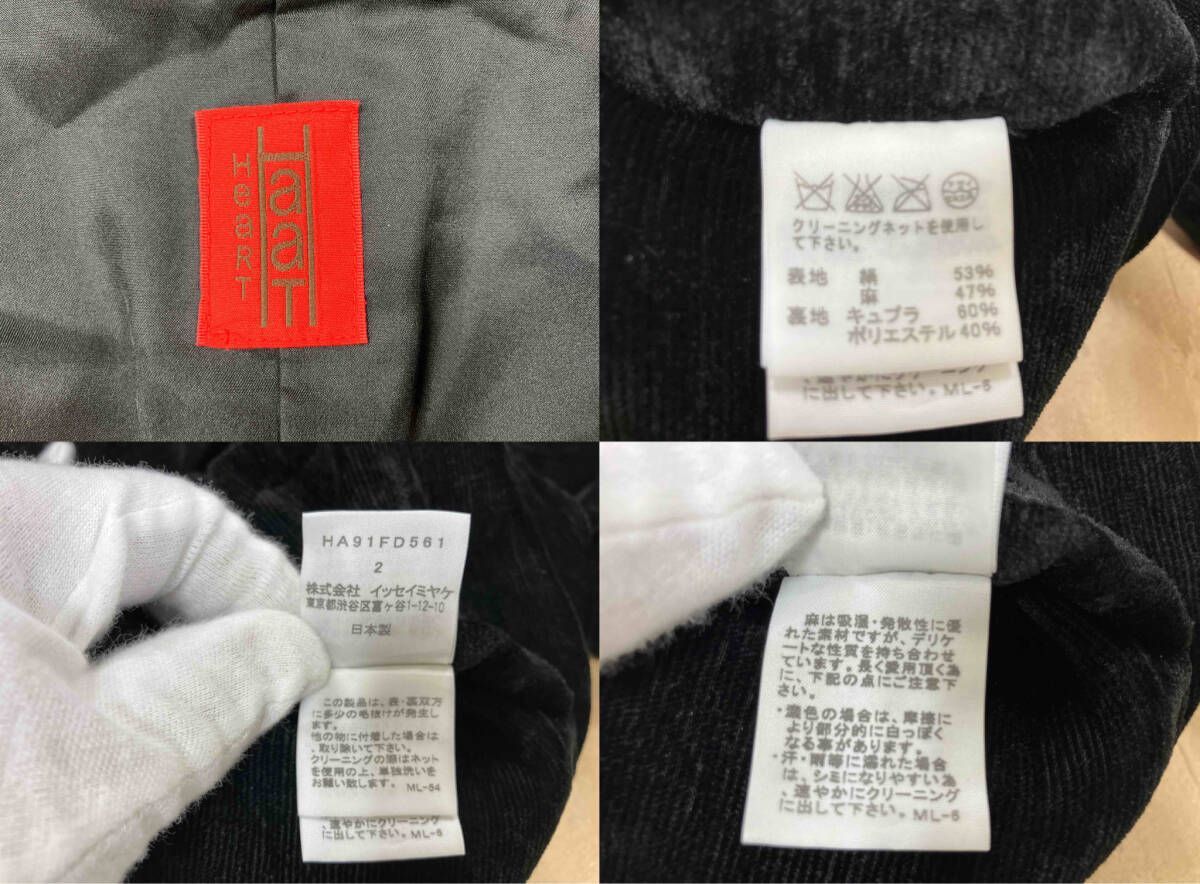 HaaT
HeaRT
クリーニングネットを使用し
て下さい。
表地 絹 53%
麻 47%
裏地 キュプラ 60%
ポリエステル 40%
、速やかにクリーニング
に出して下さい。 ML-6
HA91FD561
2
株式会社 イッセイミヤケ
東京都渋谷区富ヶ谷1-12-10
日本製
この製品は、表・裏双方
に多少の毛抜けが発生し
ます。
他の物に付着した場合は
、取り除いて下さい。
クリーニングの際はネット
を使用の上、単独洗いを
お願い致します。 ML-54
、速やかにクリーニング
に出して下さい。 ML-6
麻は吸湿・発散性に優
れた素材ですが、デリケ
ートな性質を持ち合わせ
ています。長く愛用頂く為
に、下記の点にご注意下
さい。
・濃色の場合は、摩擦に
より部分的に白っぽく
なる事があります。
・汗・雨等に濡れた場合
は、シミになりやすい為
、速やかにクリーニング
に出して下さい。 ML-6